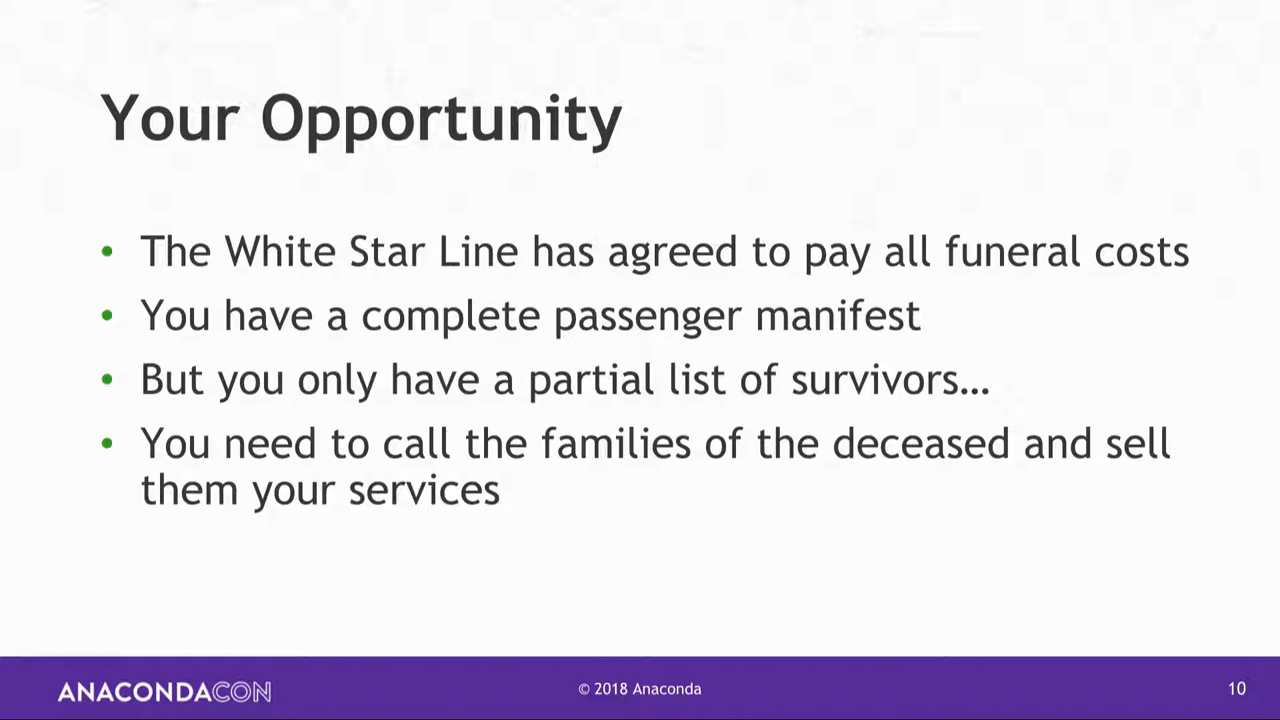 Your Opportunity
• The White Star Line has agreed to pay all funeral costs
• You have a complete passenger manifest
• But you only have a partial list of survivors…
• You need to call the families of the deceased and sell
them your services
ANACONDACON
© 2018 Anaconda
10